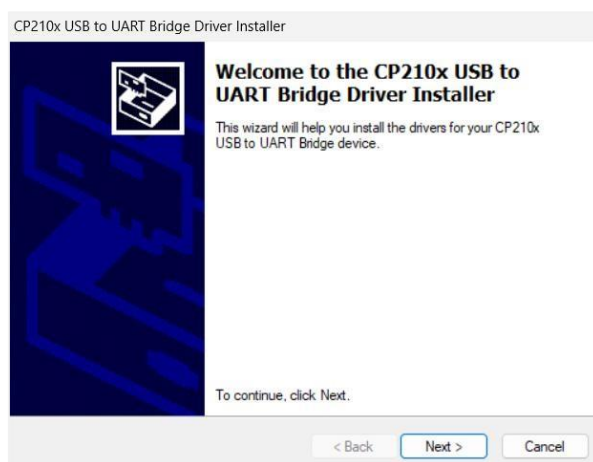 CP210x USB to UART Bridge Driver Installer
Welcome to the CP210x USB to
UART Bridge Driver Installer
This wizard will help you install the drivers for your CP210x
USB to UART Bridge device.
To continue, click Next.
< Back Next > Cancel